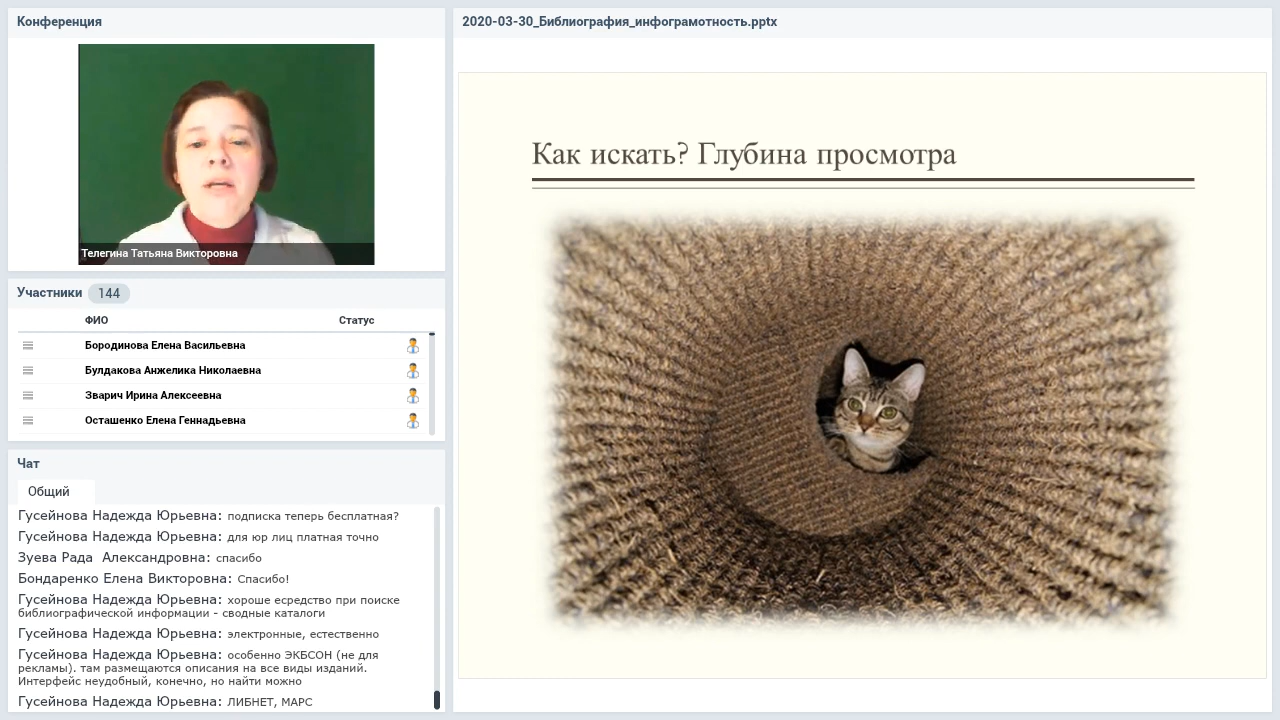 Конференция
Телегина Татьяна Викторовна
Участники 144
ФИО Статус
Бородинова Елена Васильевна
Булдакова Анжелика Николаевна
Зварич Ирина Алексеевна
Осташенко Елена Геннадьевна
Чат
Общий
Гусейнова Надежда Юрьевна: подписка теперь бесплатная?
Гусейнова Надежда Юрьевна: для юр лиц платная точно
Зуева Рада Александровна: спасибо
Бондаренко Елена Викторовна: Спасибо!
Гусейнова Надежда Юрьевна: хороше есредство при поиске
библиографической информации - сводные каталоги
Гусейнова Надежда Юрьевна: электронные, естественно
Гусейнова Надежда Юрьевна: особенно ЭКБСОН (не для
рекламы). там размещаются описания на все виды изданий.
Интерфейс неудобный, конечно, но найти можно
Гусейнова Надежда Юрьевна: ЛИБНЕТ, МАРС
2020-03-30_Библиография_инфограмотность.pptx
Как искать? Глубина просмотра